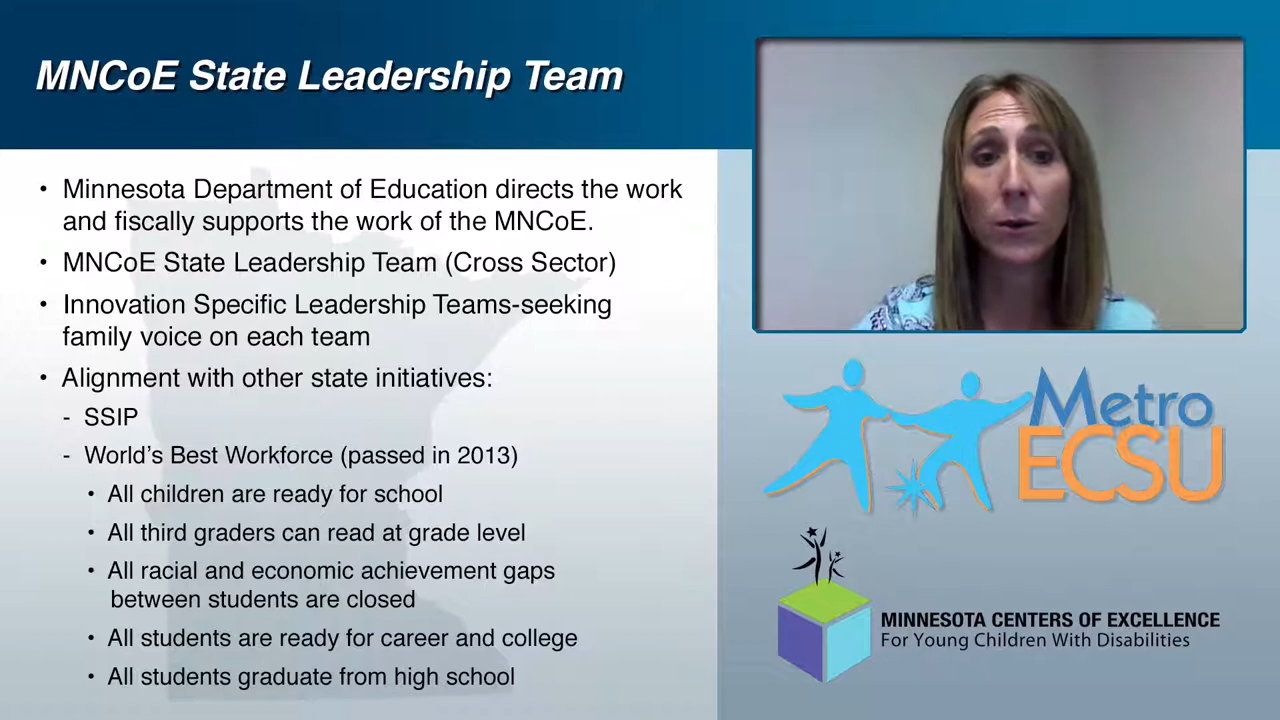 MNCoE State Leadership Team
• Minnesota Department of Education directs the work
and fiscally supports the work of the MNCoE.
• MNCoE State Leadership Team (Cross Sector)
• Innovation Specific Leadership Teams-seeking
family voice on each team
• Alignment with other state initiatives:
- SSIP
- World's Best Workforce (passed in 2013)
• All children are ready for school
• All third graders can read at grade level
• All racial and economic achievement gaps
between students are closed
• All students are ready for career and college
• All students graduate from high school
Metro
ECSU
MINNESOTA CENTERS OF EXCELLENCE
For Young Children With Disabilities